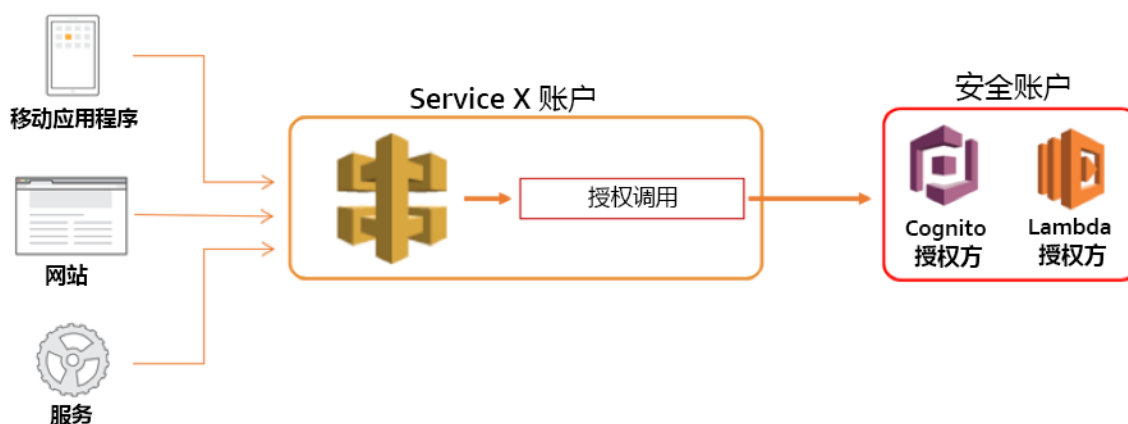 移动应用程序
网站
服务
Service X 账户
授权调用
安全账户
Cognito
授权方
Lambda
授权方